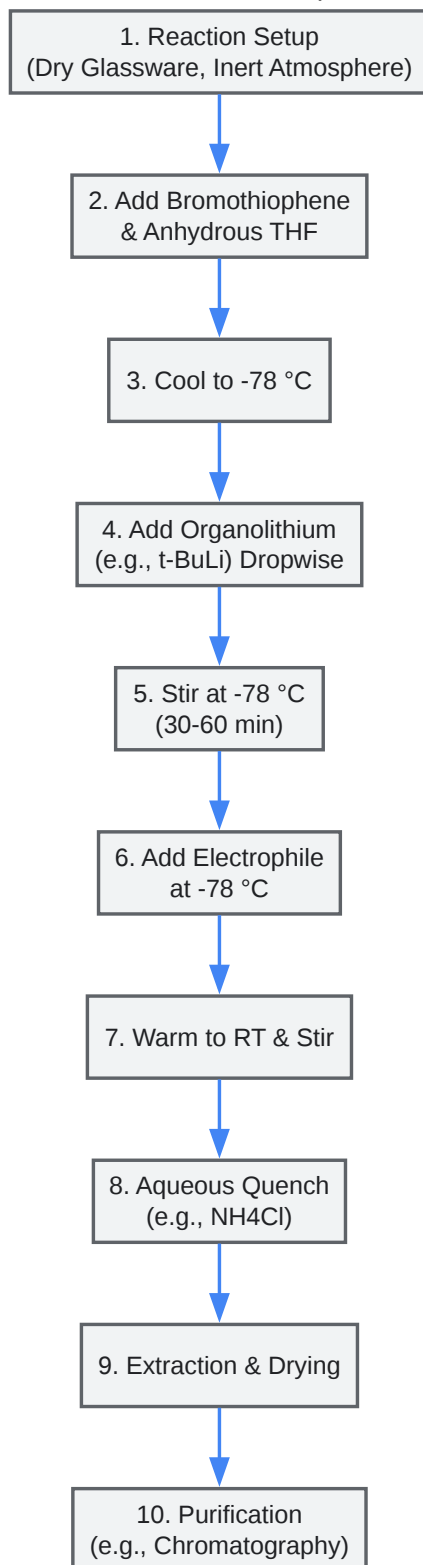 1. Reaction Setup
(Dry Glassware, Inert Atmosphere)
2. Add Bromothiophene
& Anhydrous THF
3. Cool to -78 °C
4. Add Organolithium
(e.g., t-BuLi) Dropwise
5. Stir at -78 °C
(30-60 min)
6. Add Electrophile
at -78 °C
7. Warm to RT & Stir
8. Aqueous Quench
(e.g., NH4Cl)
9. Extraction & Drying
10. Purification
(e.g., Chromatography)